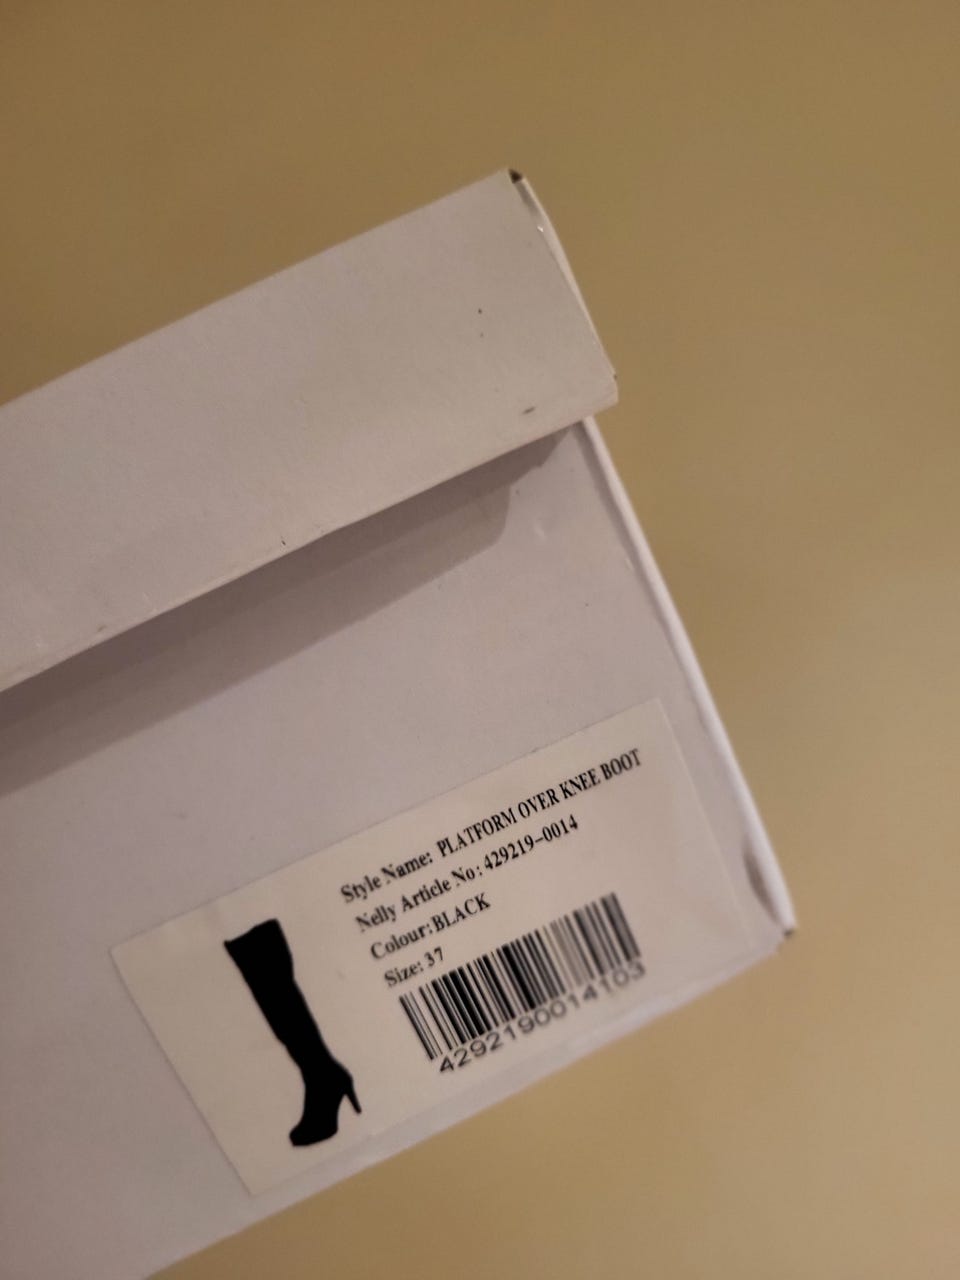 Style Name: PLATFORM OVER KNEE BOOT
Nelly Article No: 429219-0014
Colour:BLACK
Size: 37
4292190014103